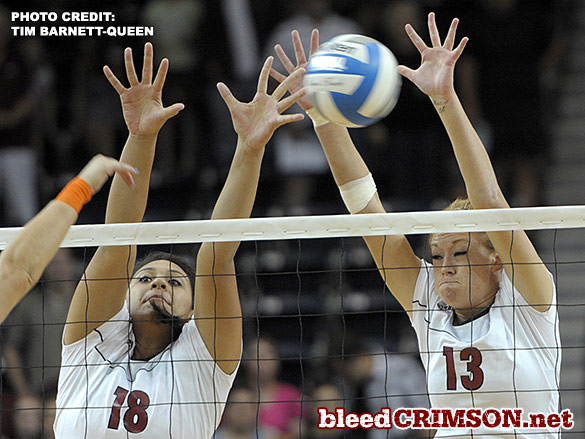 PHOTO CREDIT:
TIM BARNETT-QUEEN
18
13
bleedCRIMSON.net